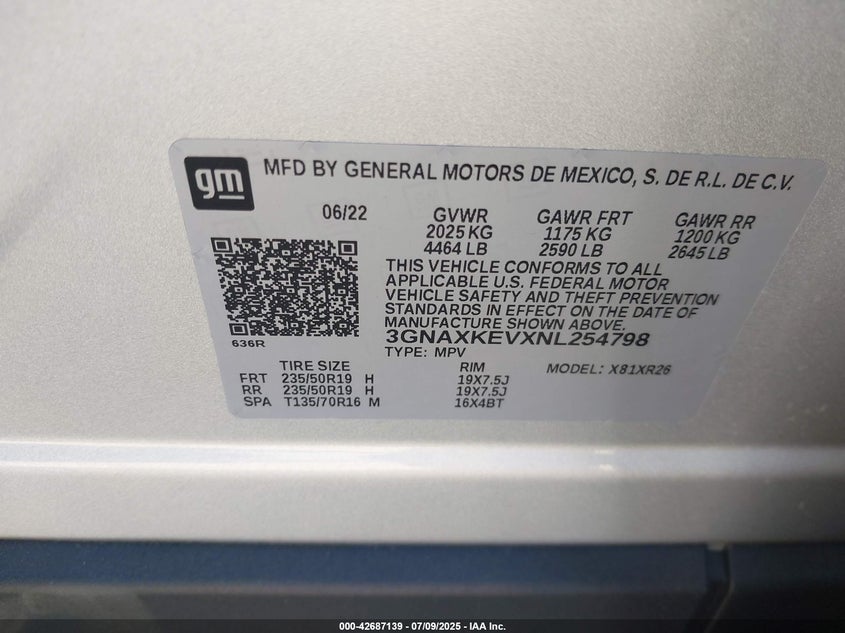 gm
MFD BY GENERAL MOTORS DE MEXICO, S. DE R.L. DE C.V.
06/22 GVWR GAWR FRT GAWR RR
2025 KG 1175 KG 1200 KG
4464 LB 2590 LB 2645 LB
THIS VEHICLE CONFORMS TO ALL
APPLICABLE U.S. FEDERAL MOTOR
VEHICLE SAFETY AND THEFT PREVENTION
STANDARDS IN EFFECT ON THE DATE OF
MANUFACTURE SHOWN ABOVE.
636R 3GNAXKEVXNL254798
TYPE: MPV
TIRE SIZE RIM MODEL: X81XR26
FRT 235/50R19 H 19X7.5J
RR 235/50R19 H 19X7.5J
SPA T135/70R16 M 16X4BT
000-42687139 - 07/09/2025 - IAA Inc.